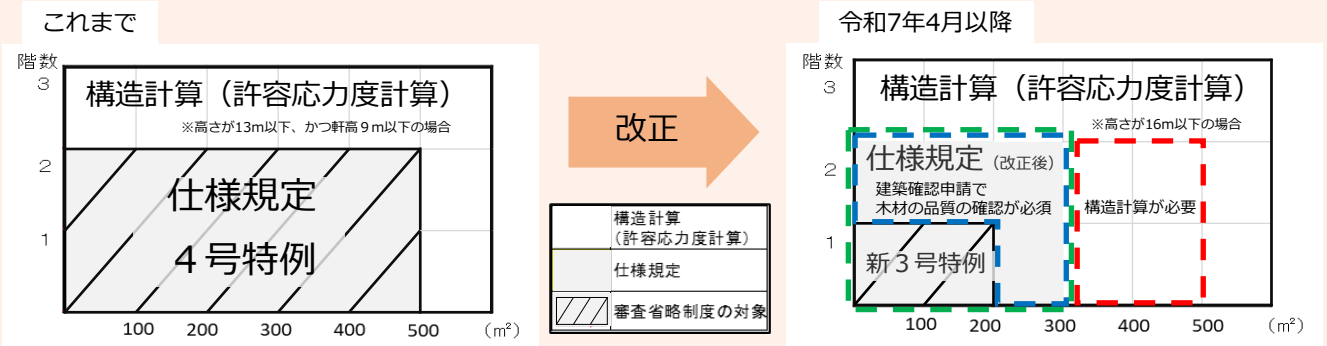 これまで
階数
3
2
1
構造計算（許容応力度計算）
※高さが13m以下、かつ軒高９m以下の場合
仕様規定
４号特例
100 200 300 400 500 （㎡）
改正
構造計算
（許容応力度計算）
仕様規定
審査省略制度の対象
令和7年4月以降
階数
3
2
1
構造計算（許容応力度計算）
※高さが16m以下の場合
仕様規定（改正後）
建築確認申請で
木材の品質の確認が必須
構造計算が必要
新３号特例
100 200 300 400 500 （㎡）